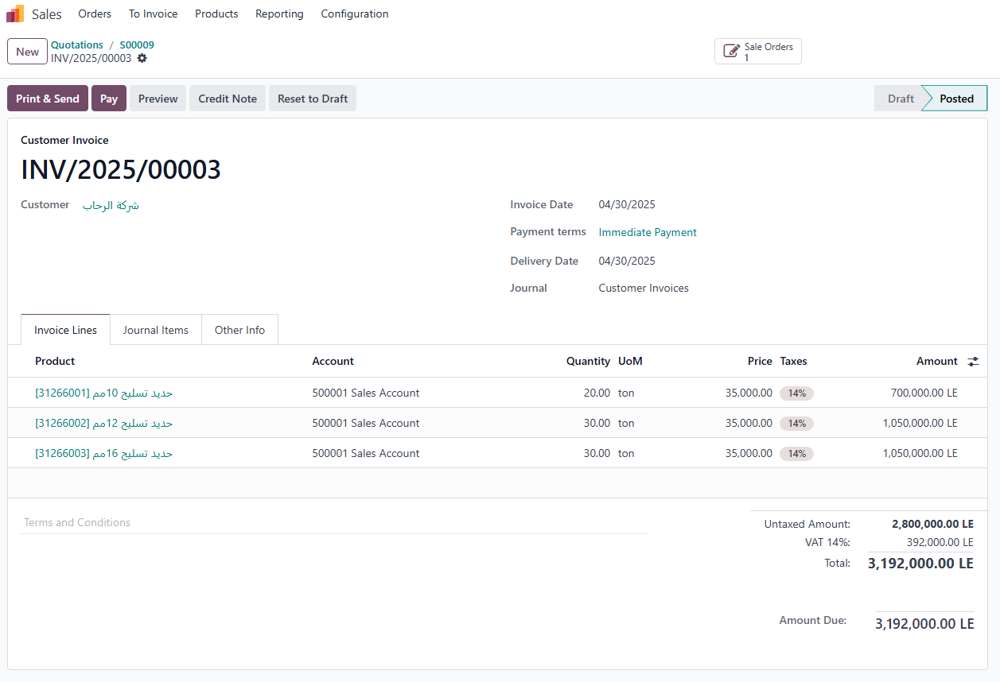 Sales Orders To Invoice Products Reporting Configuration
New Quotations / S00009
INV/2025/00003
Sale Orders
1
Print & Send Pay Preview Credit Note Reset to Draft Draft Posted
Customer Invoice
INV/2025/00003
Customer شركة الرحاب
Invoice Date 04/30/2025
Payment terms Immediate Payment
Delivery Date 04/30/2025
Journal Customer Invoices
Invoice Lines Journal Items Other Info
Product Account Quantity UoM Price Taxes Amount
[31266001] حديد تسليح 10مم 500001 Sales Account 20.00 ton 35,000.00 14% 700,000.00 LE
[31266002] حديد تسليح 12مم 500001 Sales Account 30.00 ton 35,000.00 14% 1,050,000.00 LE
[31266003] حديد تسليح 16مم 500001 Sales Account 30.00 ton 35,000.00 14% 1,050,000.00 LE
Terms and Conditions
Untaxed Amount: 2,800,000.00 LE
VAT 14%: 392,000.00 LE
Total: 3,192,000.00 LE
Amount Due: 3,192,000.00 LE